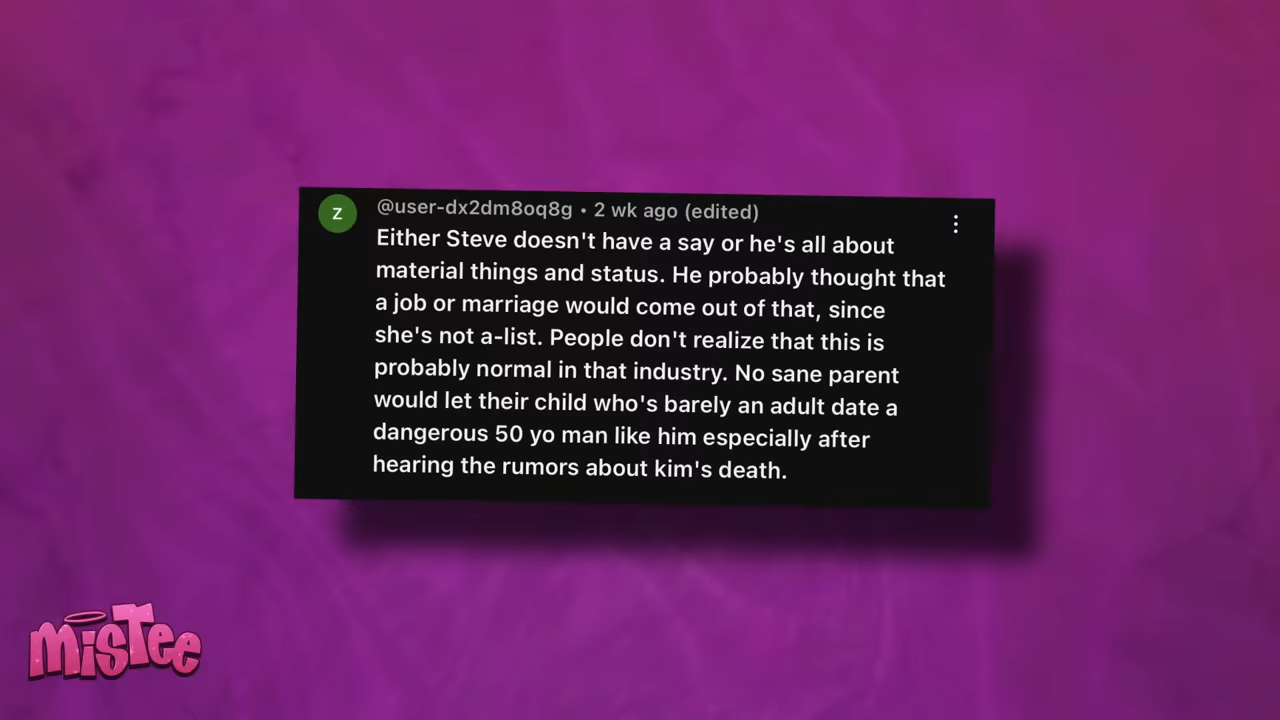 Z
@user-dx2dm8oq8g • 2 wk ago (edited)
Either Steve doesn't have a say or he's all about
material things and status. He probably thought that
a job or marriage would come out of that, since
she's not a-list. People don't realize that this is
probably normal in that industry. No sane parent
would let their child who's barely an adult date a
dangerous 50 yo man like him especially after
hearing the rumors about kim's death.
MisTee